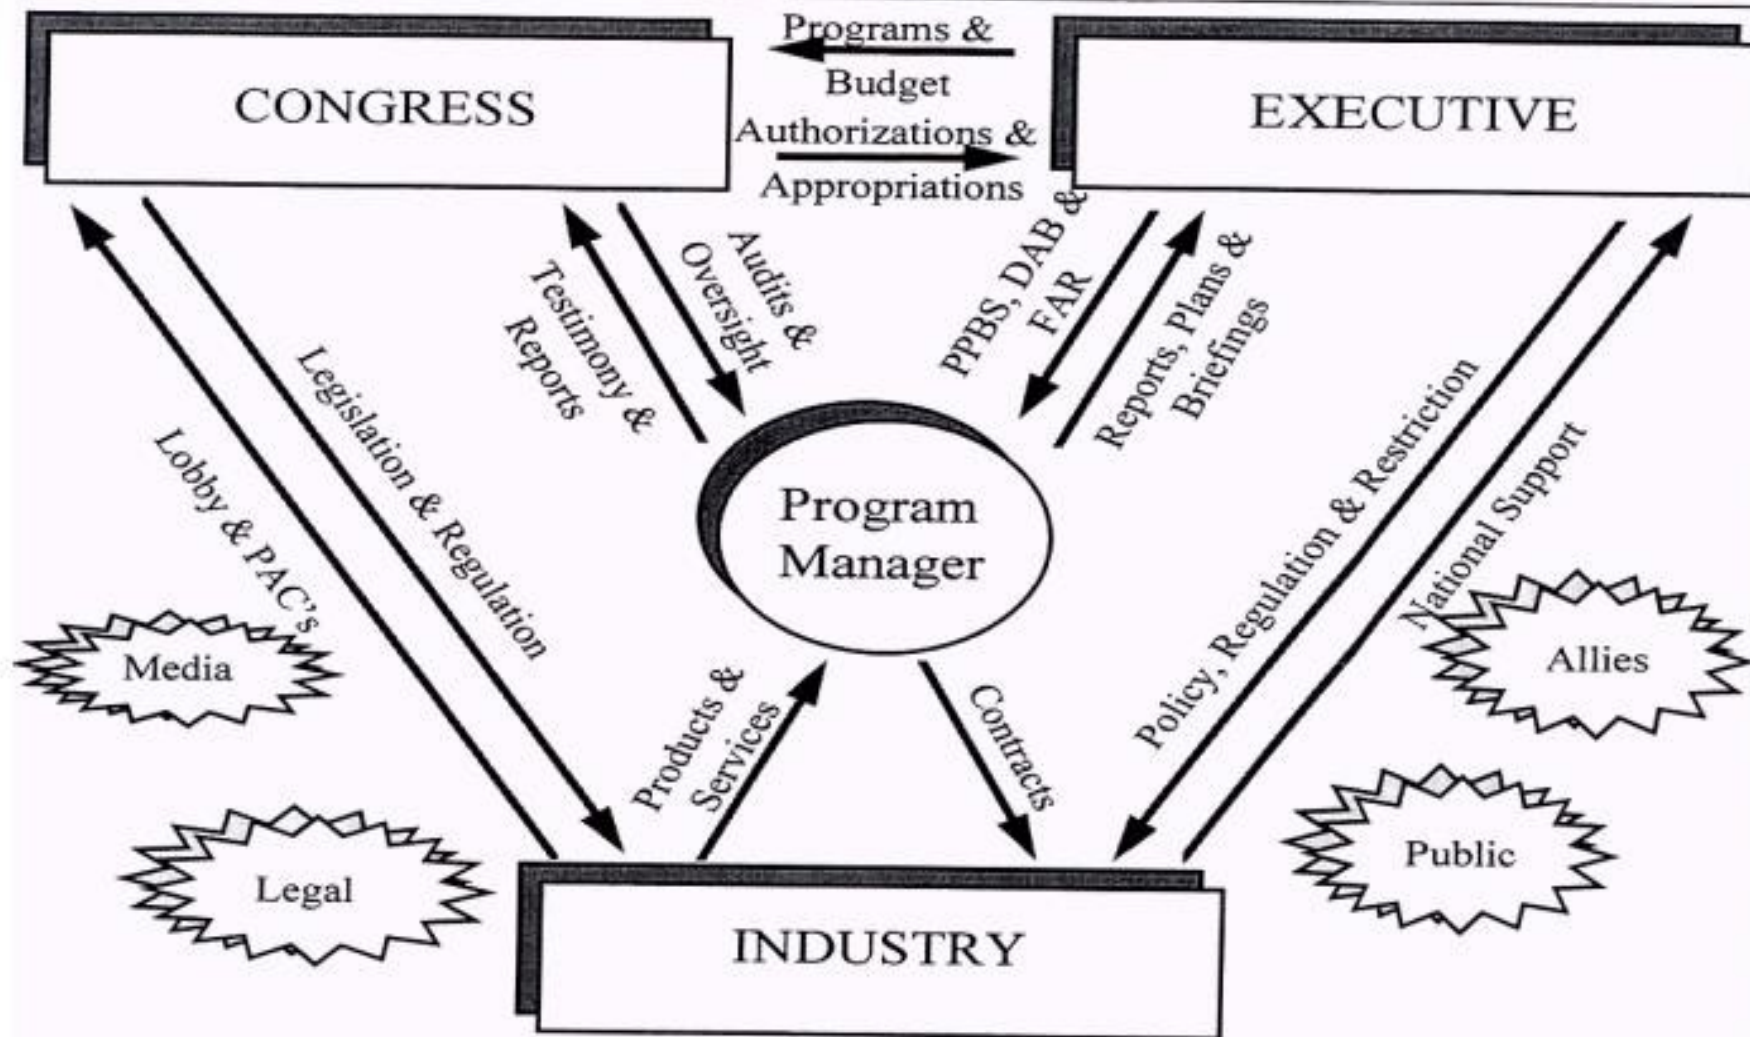 Programs &
Budget
CONGRESS
EXECUTIVE
Authorizations &
Appropriations
Audits &
Oversight
Testimony &
Reports
PPBS, DAB &
FAR
Reports, Plans &
Briefings
Legislation & Regulation
Lobby & PAC's
Policy, Regulation & Restriction
National Support
Program
Manager
Media
Allies
Products &
Services
Contracts
Legal
Public
INDUSTRY